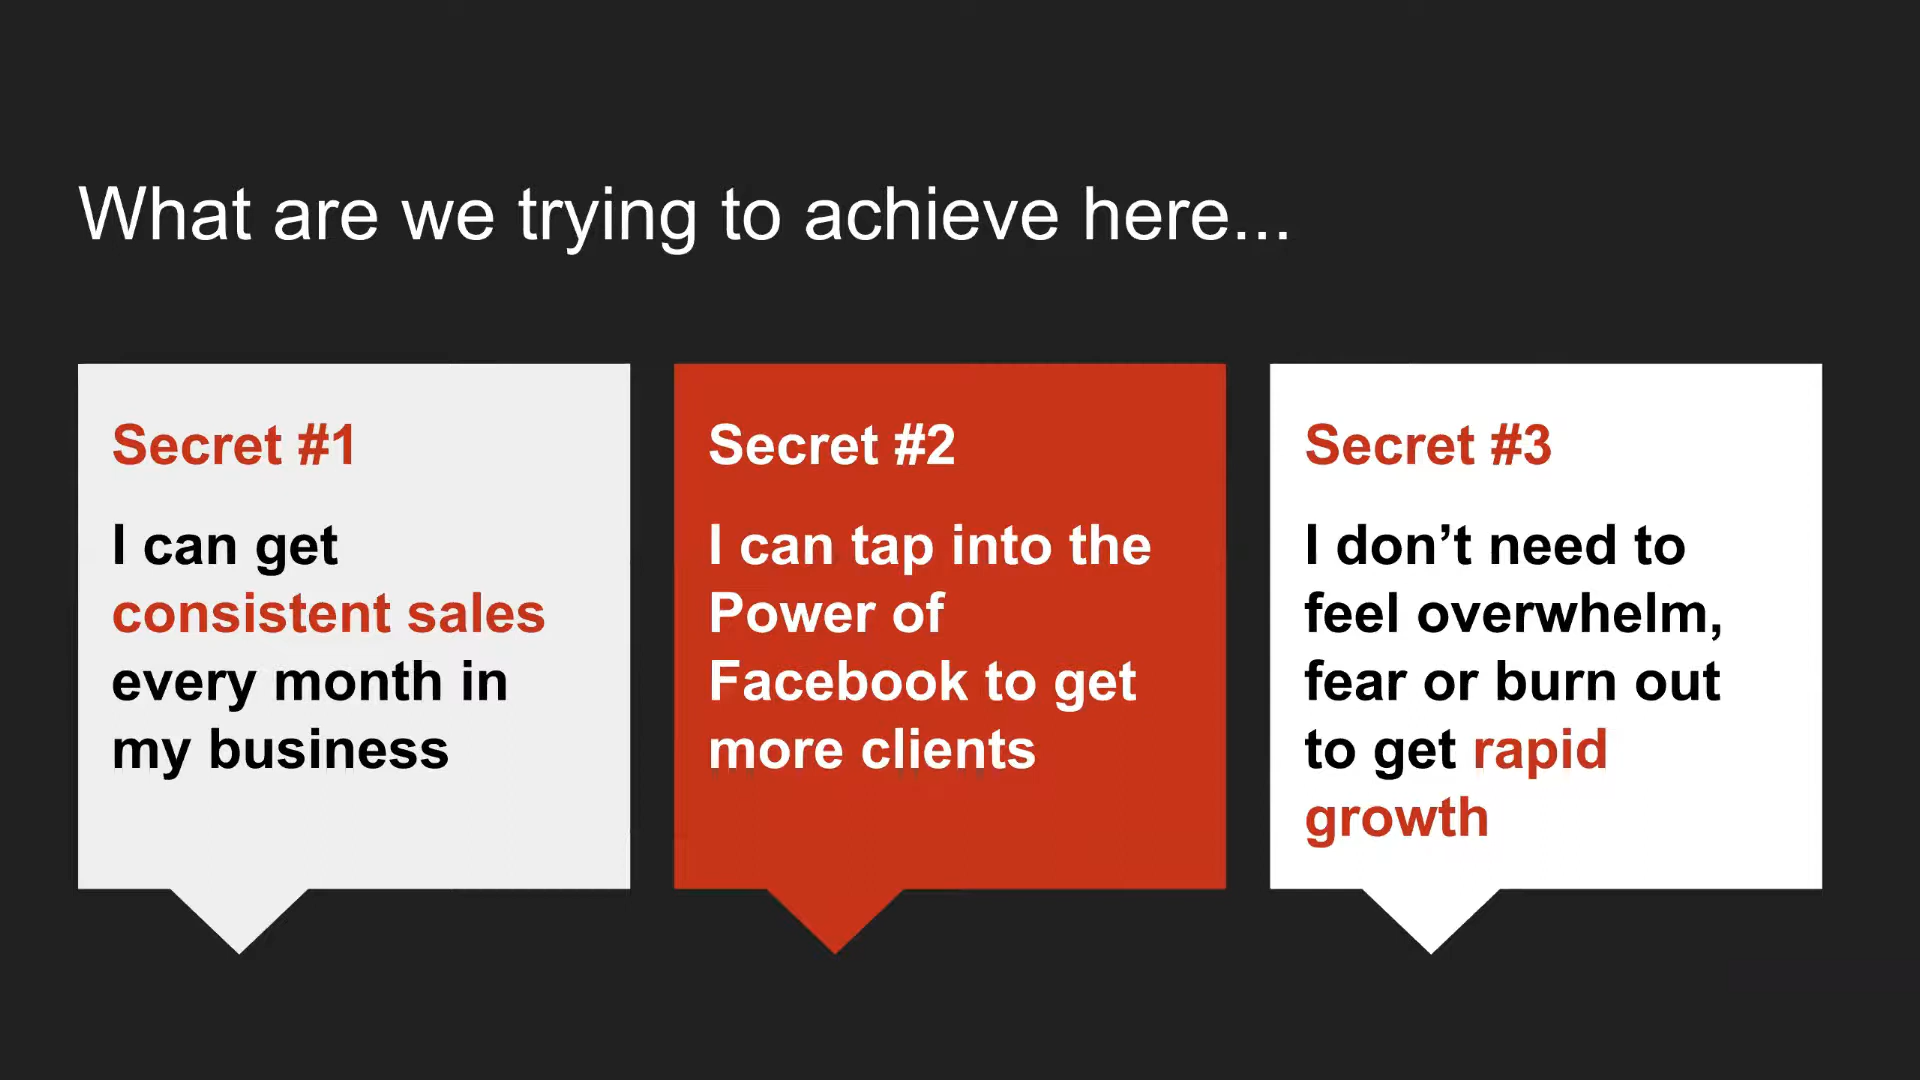 What are we trying to achieve here...
Secret #1
I can get
consistent sales
every month in
my business
Secret #2
I can tap into the
Power of
Facebook to get
more clients
Secret #3
I don’t need to
feel overwhelm,
fear or burn out
to get rapid
growth